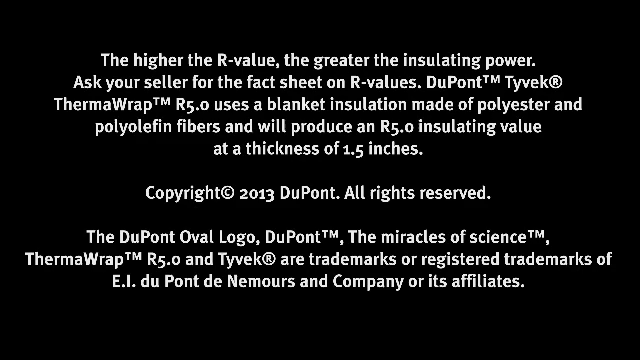 The higher the R-value, the greater the insulating power.
Ask your seller for the fact sheet on R-values. DuPont™ Tyvek®
ThermaWrap™ R5.0 uses a blanket insulation made of polyester and
polyolefin fibers and will produce an R5.0 insulating value
at a thickness of 1.5 inches.
Copyright© 2013 DuPont. All rights reserved.
The DuPont Oval Logo, DuPont™, The miracles of science™,
ThermaWrap™ R5.0 and Tyvek® are trademarks or registered trademarks of
E.I. du Pont de Nemours and Company or its affiliates.